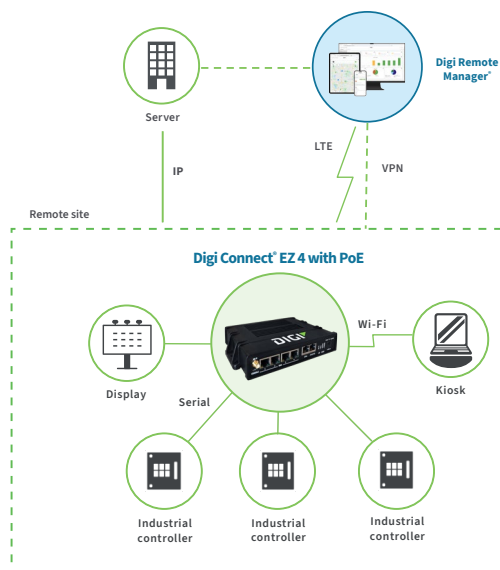 Digi Remote
Manager®
Server
LTE
VPN
IP
Remote site
Digi Connect® EZ 4 with PoE
DIGI
Wi-Fi
Display
Kiosk
Serial
Industrial
controller
Industrial
controller
Industrial
controller